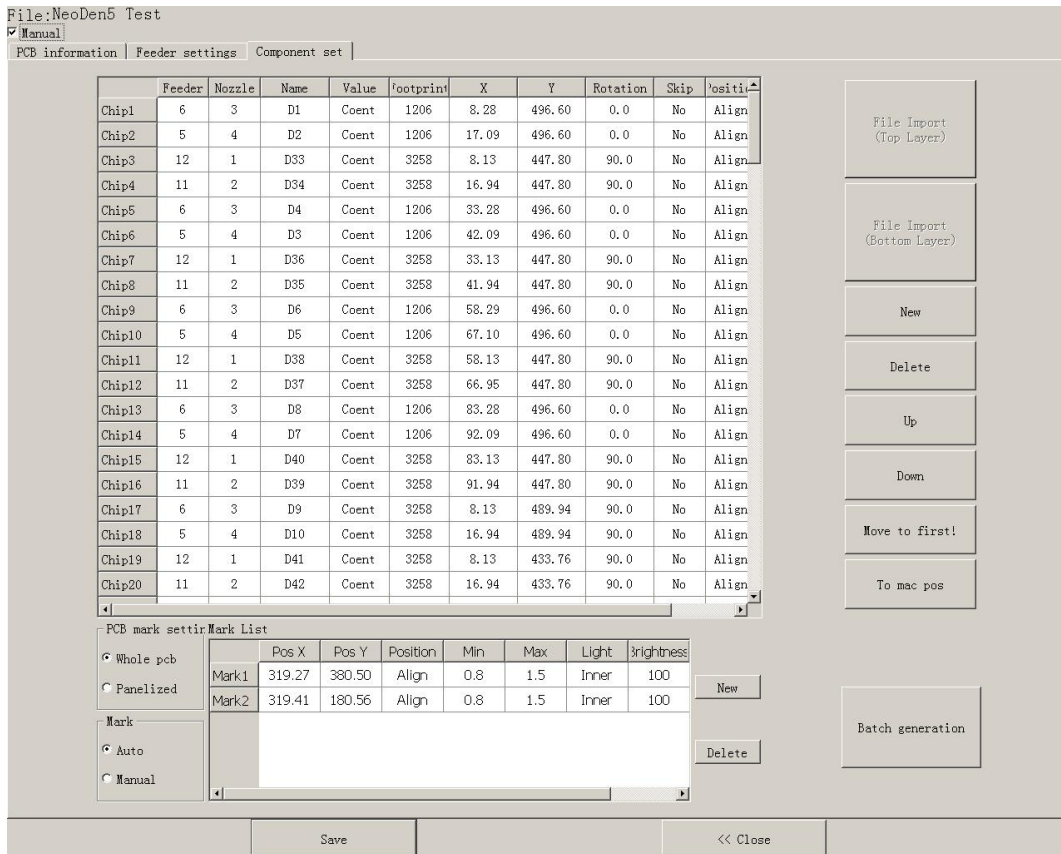 File:NeoDen5 Test
Manual
PCB information Feeder settings Component set
Feeder Nozzle Name Value Footprint X Y Rotation Skip Positio
Chip1 6 3 D1 Coent 1206 8.28 496.60 0.0 No Align
Chip2 5 4 D2 Coent 1206 17.09 496.60 0.0 No Align
Chip3 12 1 D33 Coent 3258 8.13 447.80 90.0 No Align
Chip4 11 2 D34 Coent 3258 16.94 447.80 90.0 No Align
Chip5 6 3 D4 Coent 1206 33.28 496.60 0.0 No Align
Chip6 5 4 D3 Coent 1206 42.09 496.60 0.0 No Align
Chip7 12 1 D36 Coent 3258 33.13 447.80 90.0 No Align
Chip8 11 2 D35 Coent 3258 41.94 447.80 90.0 No Align
Chip9 6 3 D6 Coent 1206 58.29 496.60 0.0 No Align
Chip10 5 4 D5 Coent 1206 67.10 496.60 0.0 No Align
Chip11 12 1 D38 Coent 3258 58.13 447.80 90.0 No Align
Chip12 11 2 D37 Coent 3258 66.95 447.80 90.0 No Align
Chip13 6 3 D8 Coent 1206 83.28 496.60 0.0 No Align
Chip14 5 4 D7 Coent 1206 92.09 496.60 0.0 No Align
Chip15 12 1 D40 Coent 3258 83.13 447.80 90.0 No Align
Chip16 11 2 D39 Coent 3258 91.94 447.80 90.0 No Align
Chip17 6 3 D9 Coent 3258 8.13 489.94 90.0 No Align
Chip18 5 4 D10 Coent 3258 16.94 489.94 90.0 No Align
Chip19 12 1 D41 Coent 3258 8.13 433.76 90.0 No Align
Chip20 11 2 D42 Coent 3258 16.94 433.76 90.0 No Align
File Import
(Top Layer)
File Import
(Bottom Layer)
New
Delete
Up
Down
Move to first!
To mac pos
PCB mark settin
Whole pcb
Panelized
Mark
Auto
Manual
Mark List
Pos X Pos Y Position Min Max Light Brightness
Mark1 319.27 380.50 Align 0.8 1.5 Inner 100
Mark2 319.41 180.56 Align 0.8 1.5 Inner 100
New
Delete
Batch generation
Save << Close